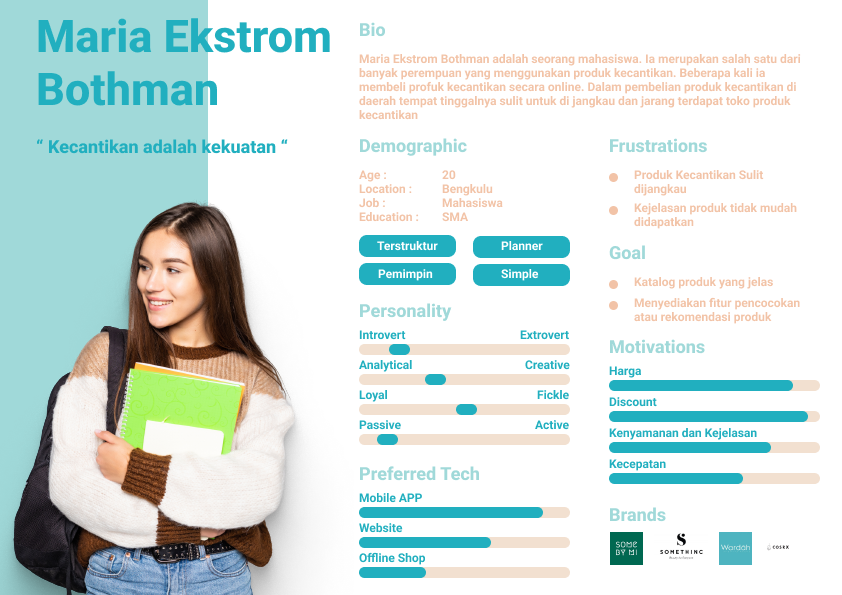 Maria Ekstrom
Bothman
“ Kecantikan adalah kekuatan “
Bio
Maria Ekstrom Bothman adalah seorang mahasiswa. Ia merupakan salah satu dari
banyak perempuan yang menggunakan produk kecantikan. Beberapa kali ia
membeli profuk kecantikan secara online. Dalam pembelian produk kecantikan di
daerah tempat tinggalnya sulit untuk di jangkau dan jarang terdapat toko produk
kecantikan
Demographic
Age : 20
Location : Bengkulu
Job : Mahasiswa
Education : SMA
Terstruktur Planner
Pemimpin Simple
Personality
Introvert Extrovert
Analytical Creative
Loyal Fickle
Passive Active
Preferred Tech
Mobile APP
Website
Offline Shop
Frustrations
Produk Kecantikan Sulit
dijangkau
Kejelasan produk tidak mudah
didapatkan
Goal
Katalog produk yang jelas
Menyediakan fitur pencocokan
atau rekomendasi produk
Motivations
Harga
Discount
Kenyamanan dan Kejelasan
Kecepatan
Brands
SOME
BY MI
S
SOMETHINC
Wardah
COSRX